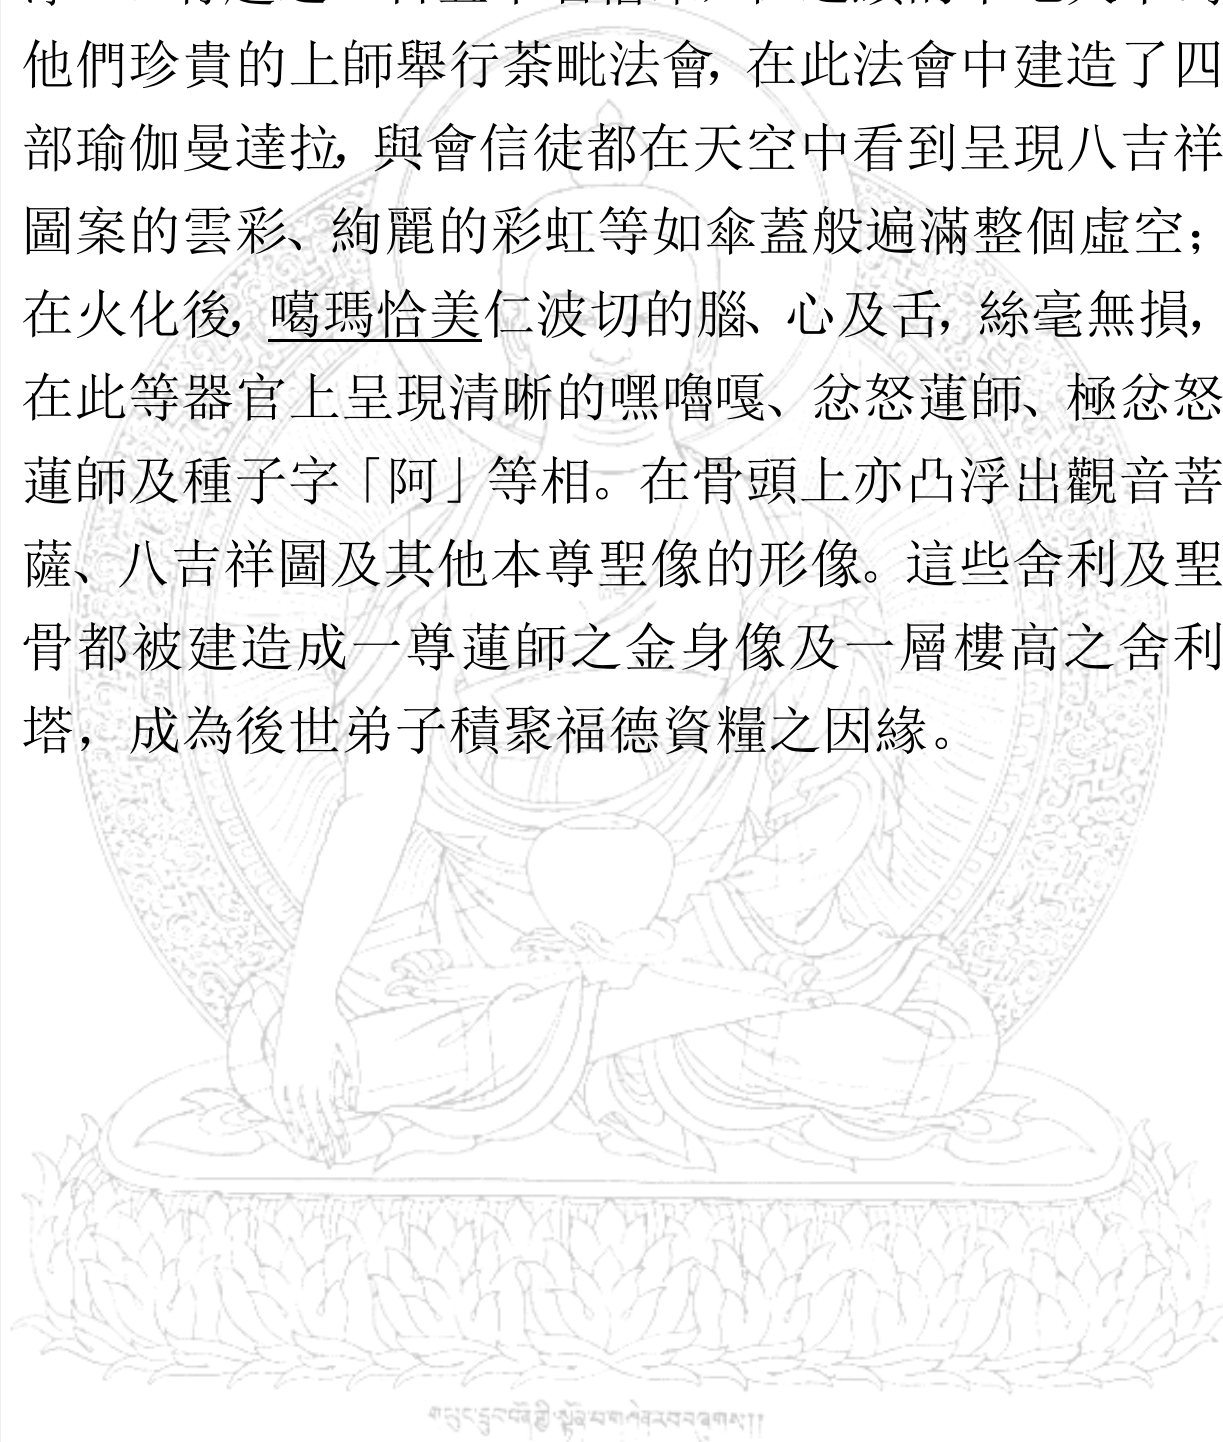 他們珍貴的上師舉行荼毗法會，在此法會中建造了四
部瑜伽曼達拉，與會信徒都在天空中看到呈現八吉祥
圖案的雲彩、絢麗的彩虹等如傘蓋般遍滿整個虛空；
在火化後，噶瑪恰美仁波切的腦、心及舌，絲毫無損，
在此等器官上呈現清晰的嘿嚕嘎、忿怒蓮師、極忿怒
蓮師及種子字「阿」等相。在骨頭上亦凸浮出觀音菩
薩、八吉祥圖及其他本尊聖像的形像。這些舍利及聖
骨都被建造成一尊蓮師之金身像及一層樓高之舍利
塔，成為後世弟子積聚福德資糧之因緣。